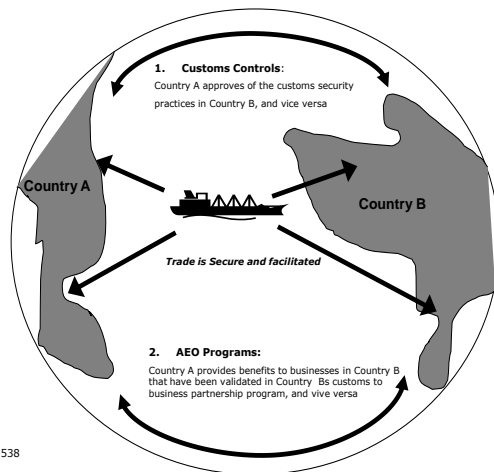 1. Customs Controls:
Country A approves of the customs security
practices in Country B, and vice versa
Country A
Country B
Trade is Secure and facilitated
2. AEO Programs:
Country A provides benefits to businesses in Country B
that have been validated in Country Bs customs to
business partnership program, and vive versa
538